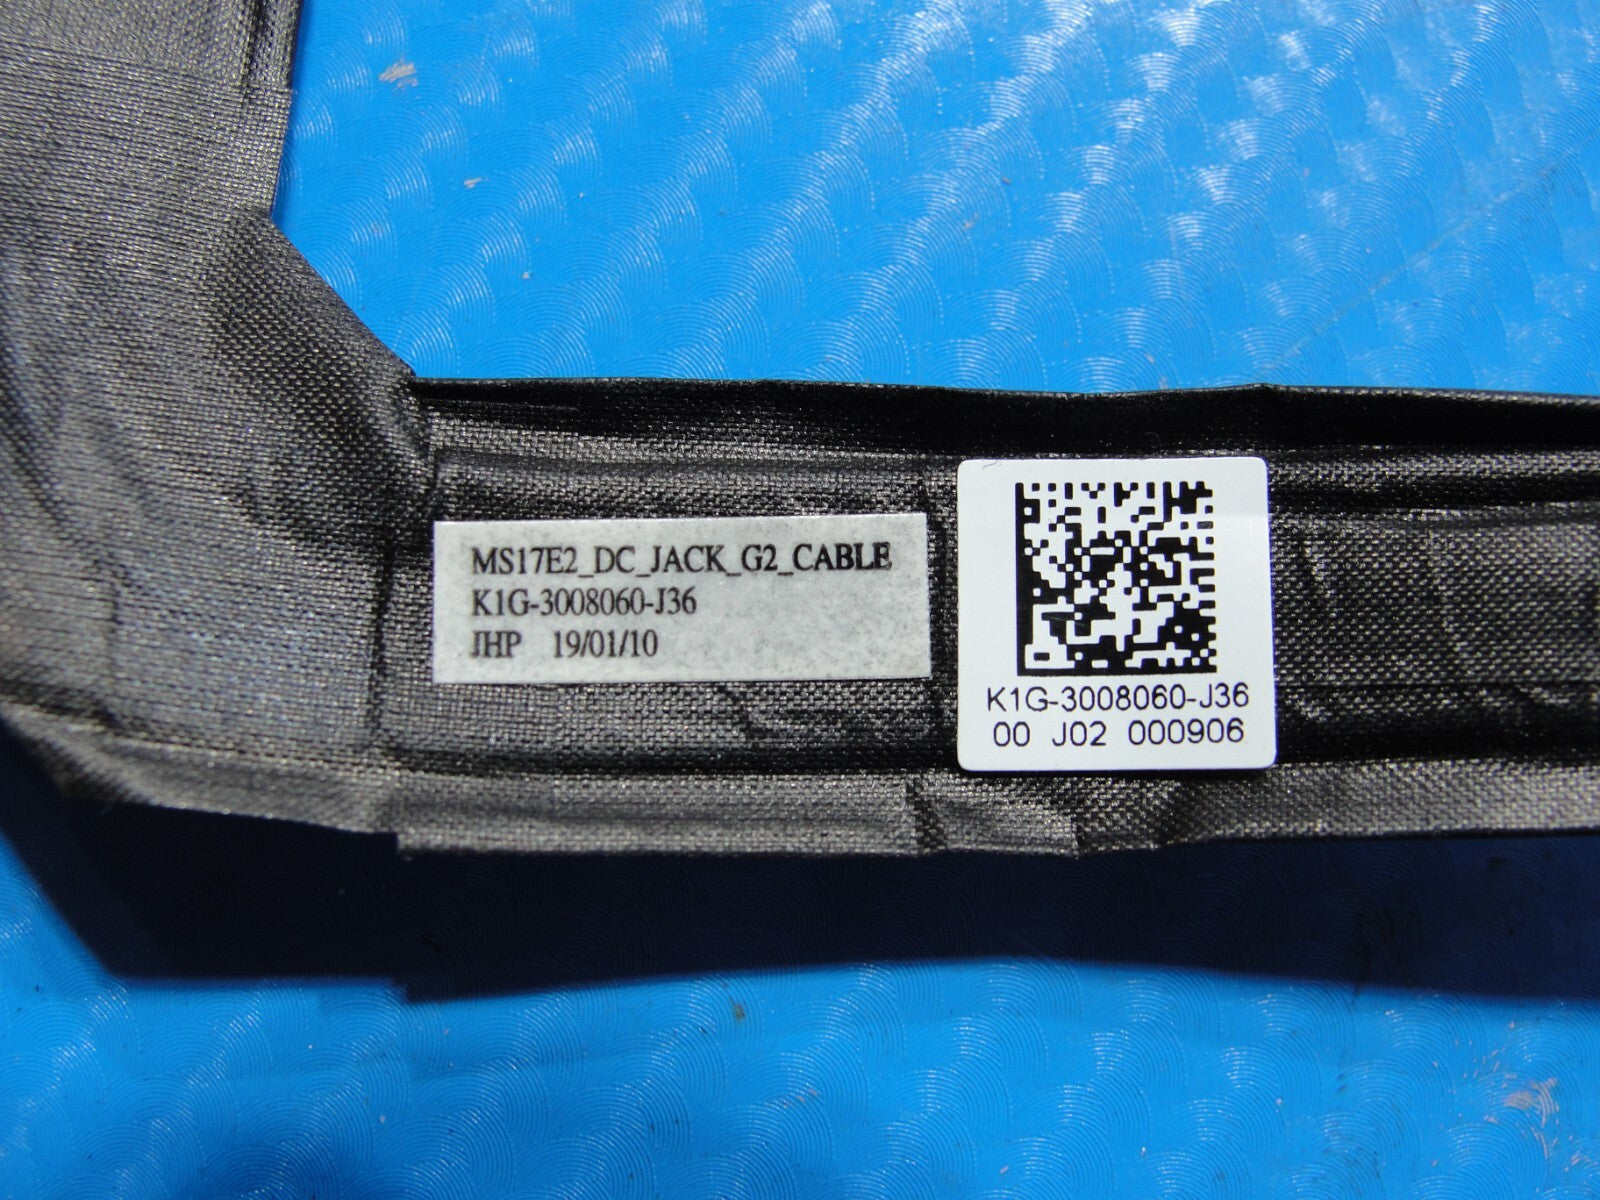 MS17E2_DC_JACK_G2_CABLE
K1G-3008060-J36
JHP 19/01/10
K1G-3008060-J36
00 J02 000906